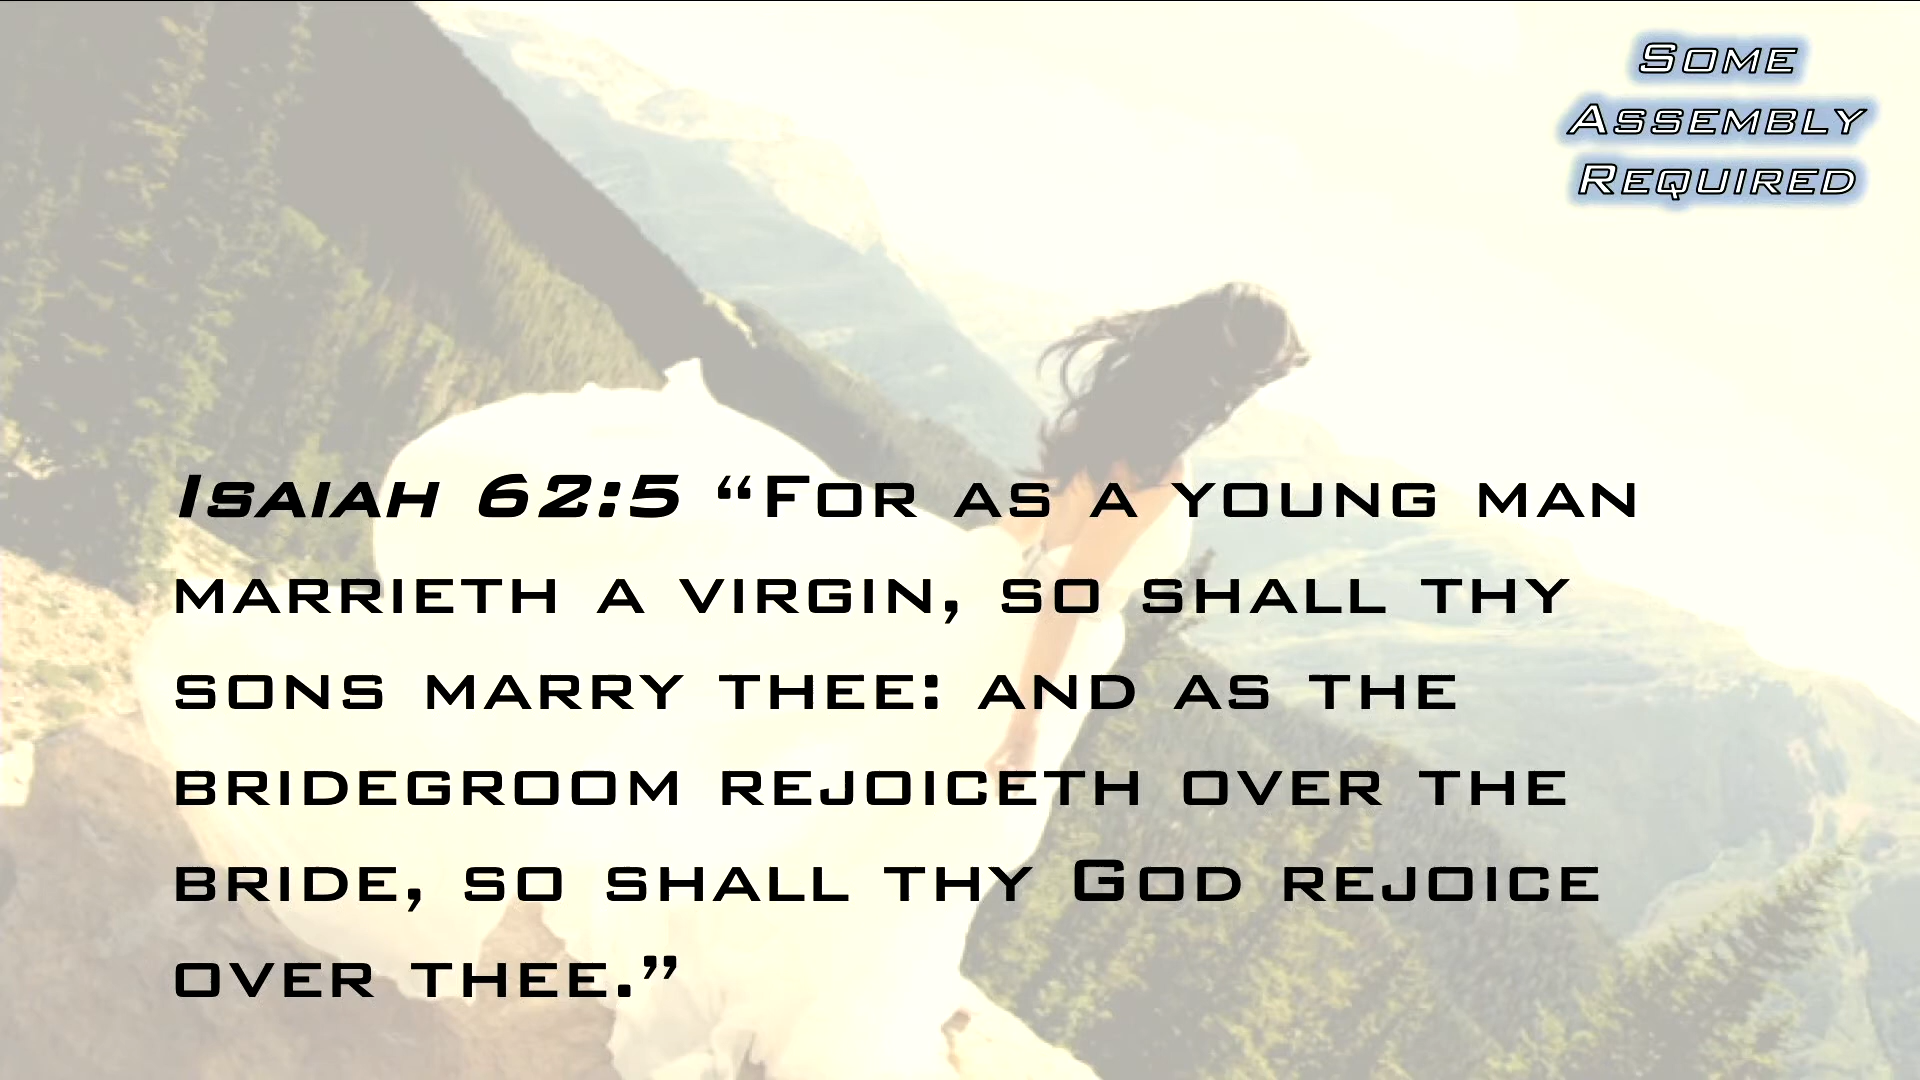 Some
Assembly
Required
Isaiah 62:5 “For as a young man
marrieth a virgin, so shall thy
sons marry thee: and as the
bridegroom rejoiceth over the
bride, so shall thy God rejoice
over thee.”